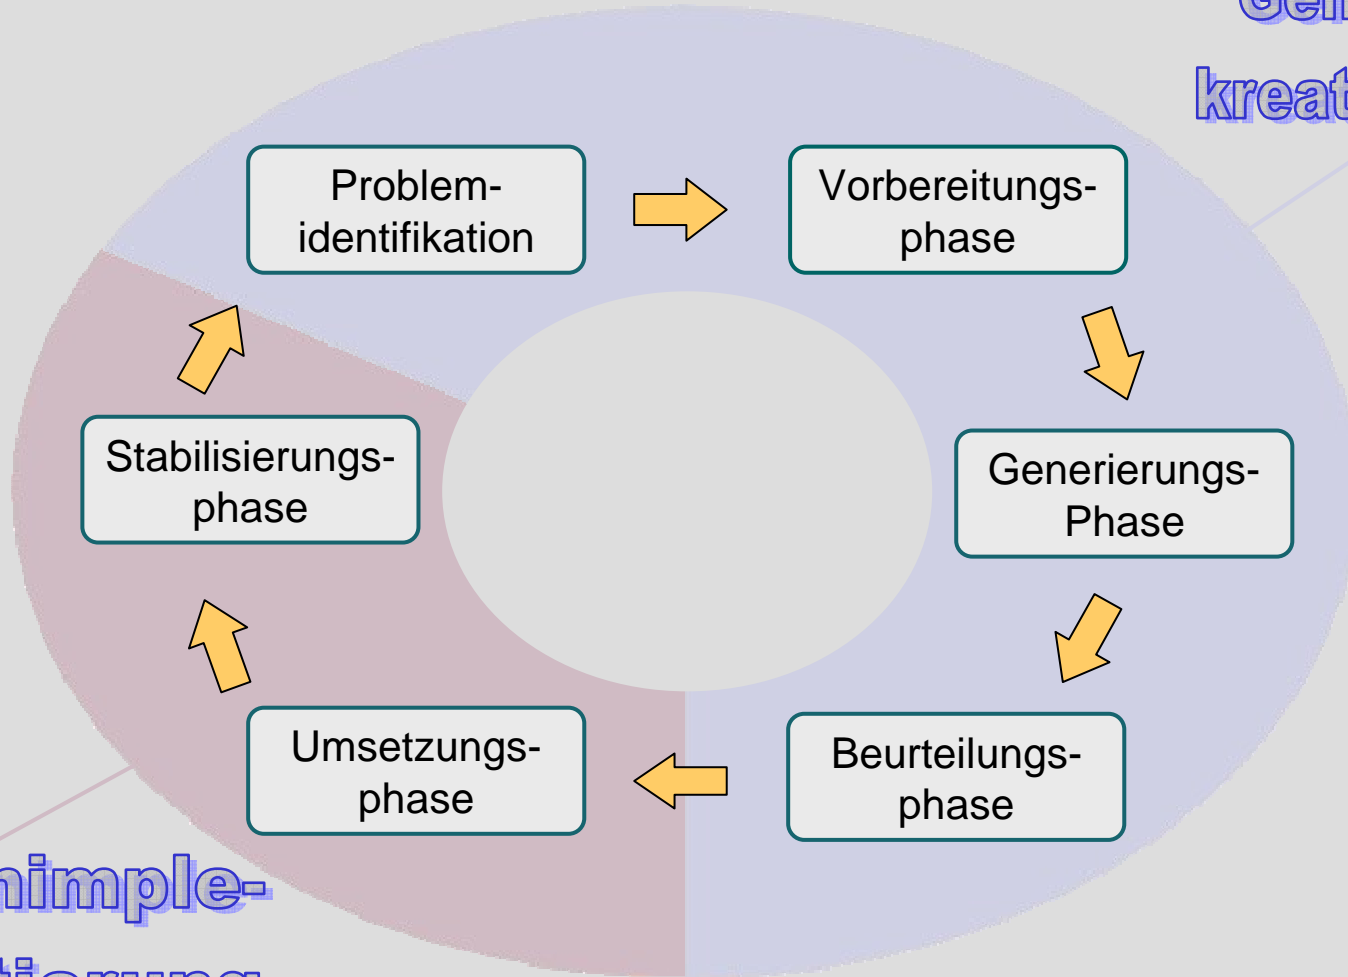 kreat
Problem-
identifikation
Vorbereitungs-
phase
Stabilisierungs-
phase
Generierungs-
Phase
Umsetzungs-
phase
Beurteilungs-
phase
imple-